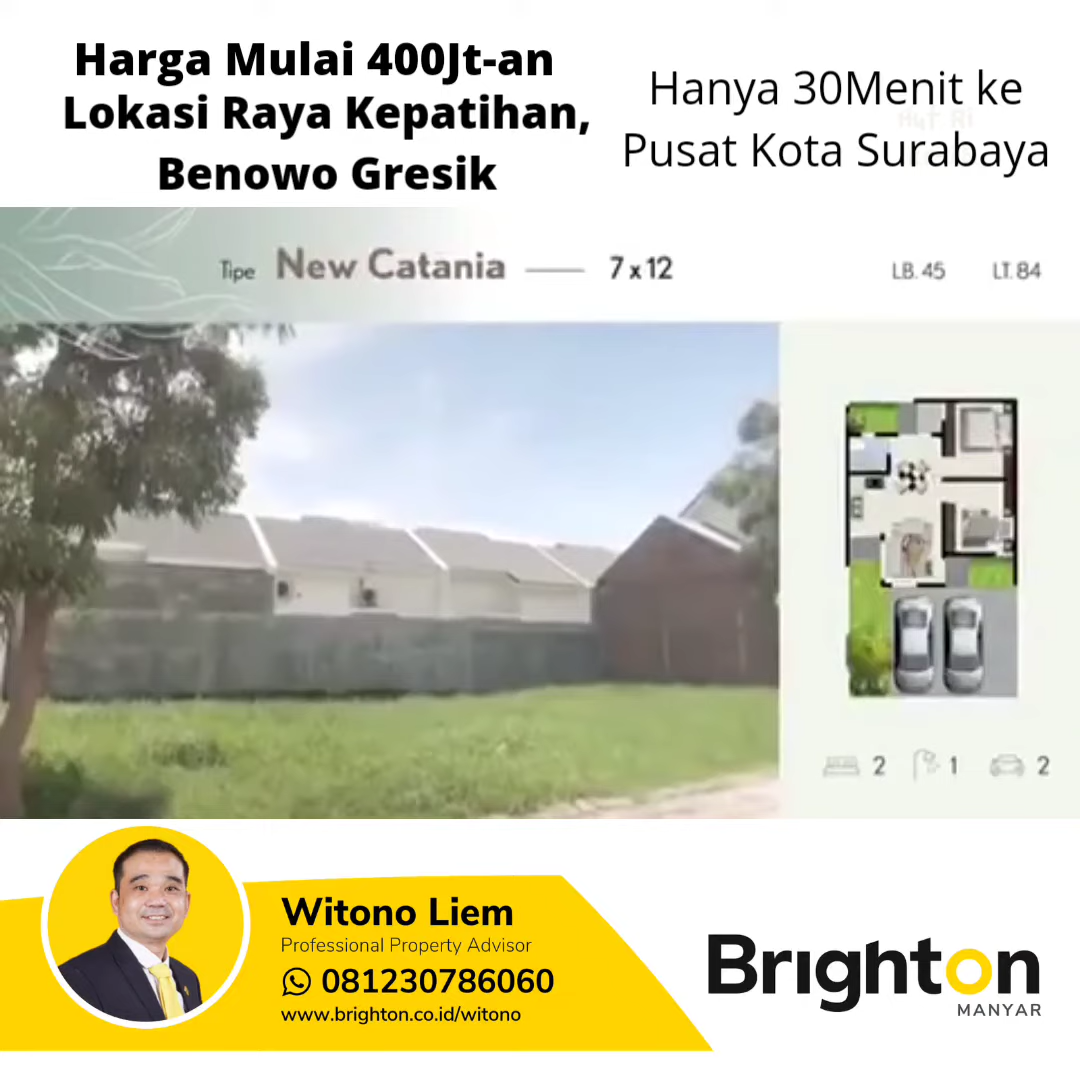 Harga Mulai 400Jt-an
Lokasi Raya Kepatihan,
Benowo Gresik
Hanya 30Menit ke
Pusat Kota Surabaya
Tipe New Catania 7 x 12 LB. 45 LT. 84
2 1 2
Witono Liem
Professional Property Advisor
081230786060
www.brighton.co.id/witono
Brighton
MANYAR